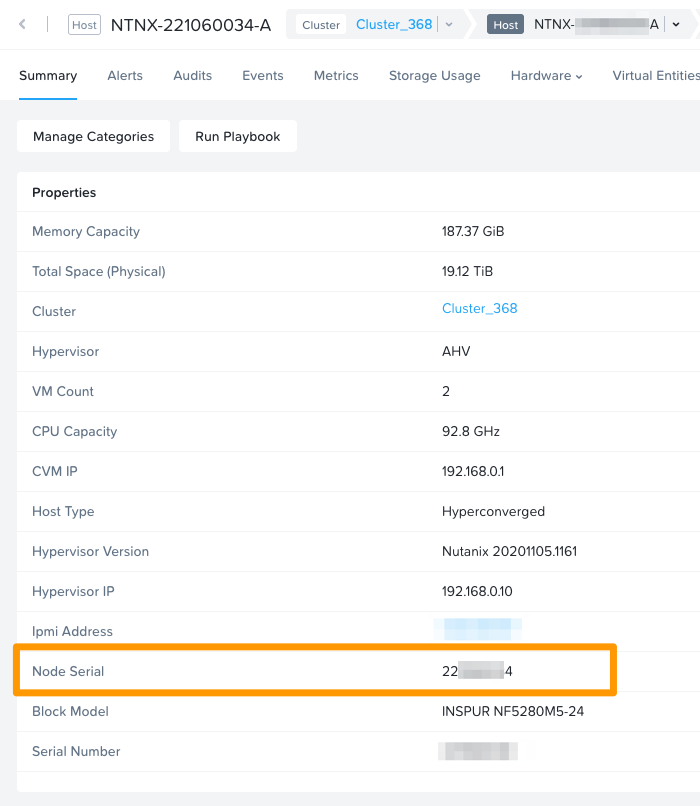 Host NTNX-221060034-A Cluster Cluster_368 Host NTNX- A
Summary Alerts Audits Events Metrics Storage Usage Hardware Virtual Entities
Manage Categories Run Playbook
Properties
Memory Capacity 187.37 GiB
Total Space (Physical) 19.12 TiB
Cluster Cluster_368
Hypervisor AHV
VM Count 2
CPU Capacity 92.8 GHz
CVM IP 192.168.0.1
Host Type Hyperconverged
Hypervisor Version Nutanix 20201105.1161
Hypervisor IP 192.168.0.10
Ipmi Address
Node Serial 22 4
Block Model INSPUR NF5280M5-24
Serial Number